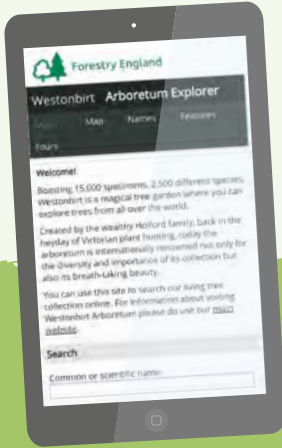 Forestry England
Westonbirt Arboretum Explorer
Map Names Features
Tours
Welcome!
Boasting 15,000 specimens, 2,500 different species,
Westonbirt is a magical tree garden where you can
explore trees from all over the world.
Created by the wealthy Holford family, back in the
heyday of Victorian plant hunting, today the
arboretum is internationally renowned not only for
the diversity and importance of its collection but
also its breath-taking beauty.
You can use this site to search our living tree
collection online. For information about visiting
Westonbirt Arboretum please do use our main
website.
Search
Common or scientific name